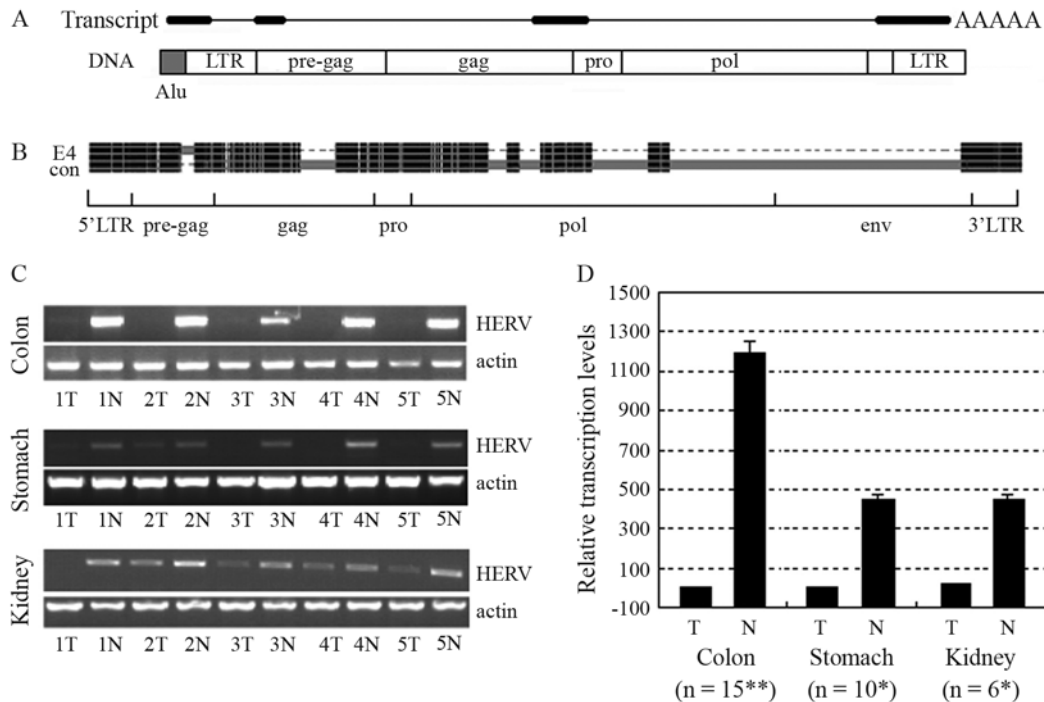 A
Transcript AAAAA
DNA LTR pre-gag gag pro pol LTR
Alu
B
E4
con
5'LTR pre-gag gag pro pol env 3'LTR
C
Colon
HERV
actin
1T 1N 2T 2N 3T 3N 4T 4N 5T 5N
Stomach
HERV
actin
1T 1N 2T 2N 3T 3N 4T 4N 5T 5N
Kidney
HERV
actin
1T 1N 2T 2N 3T 3N 4T 4N 5T 5N
D
Relative transcription levels
1500
1300
1100
900
700
500
300
100
-100
T N T N T N
Colon Stomach Kidney
(n = 15**) (n = 10*) (n = 6*)